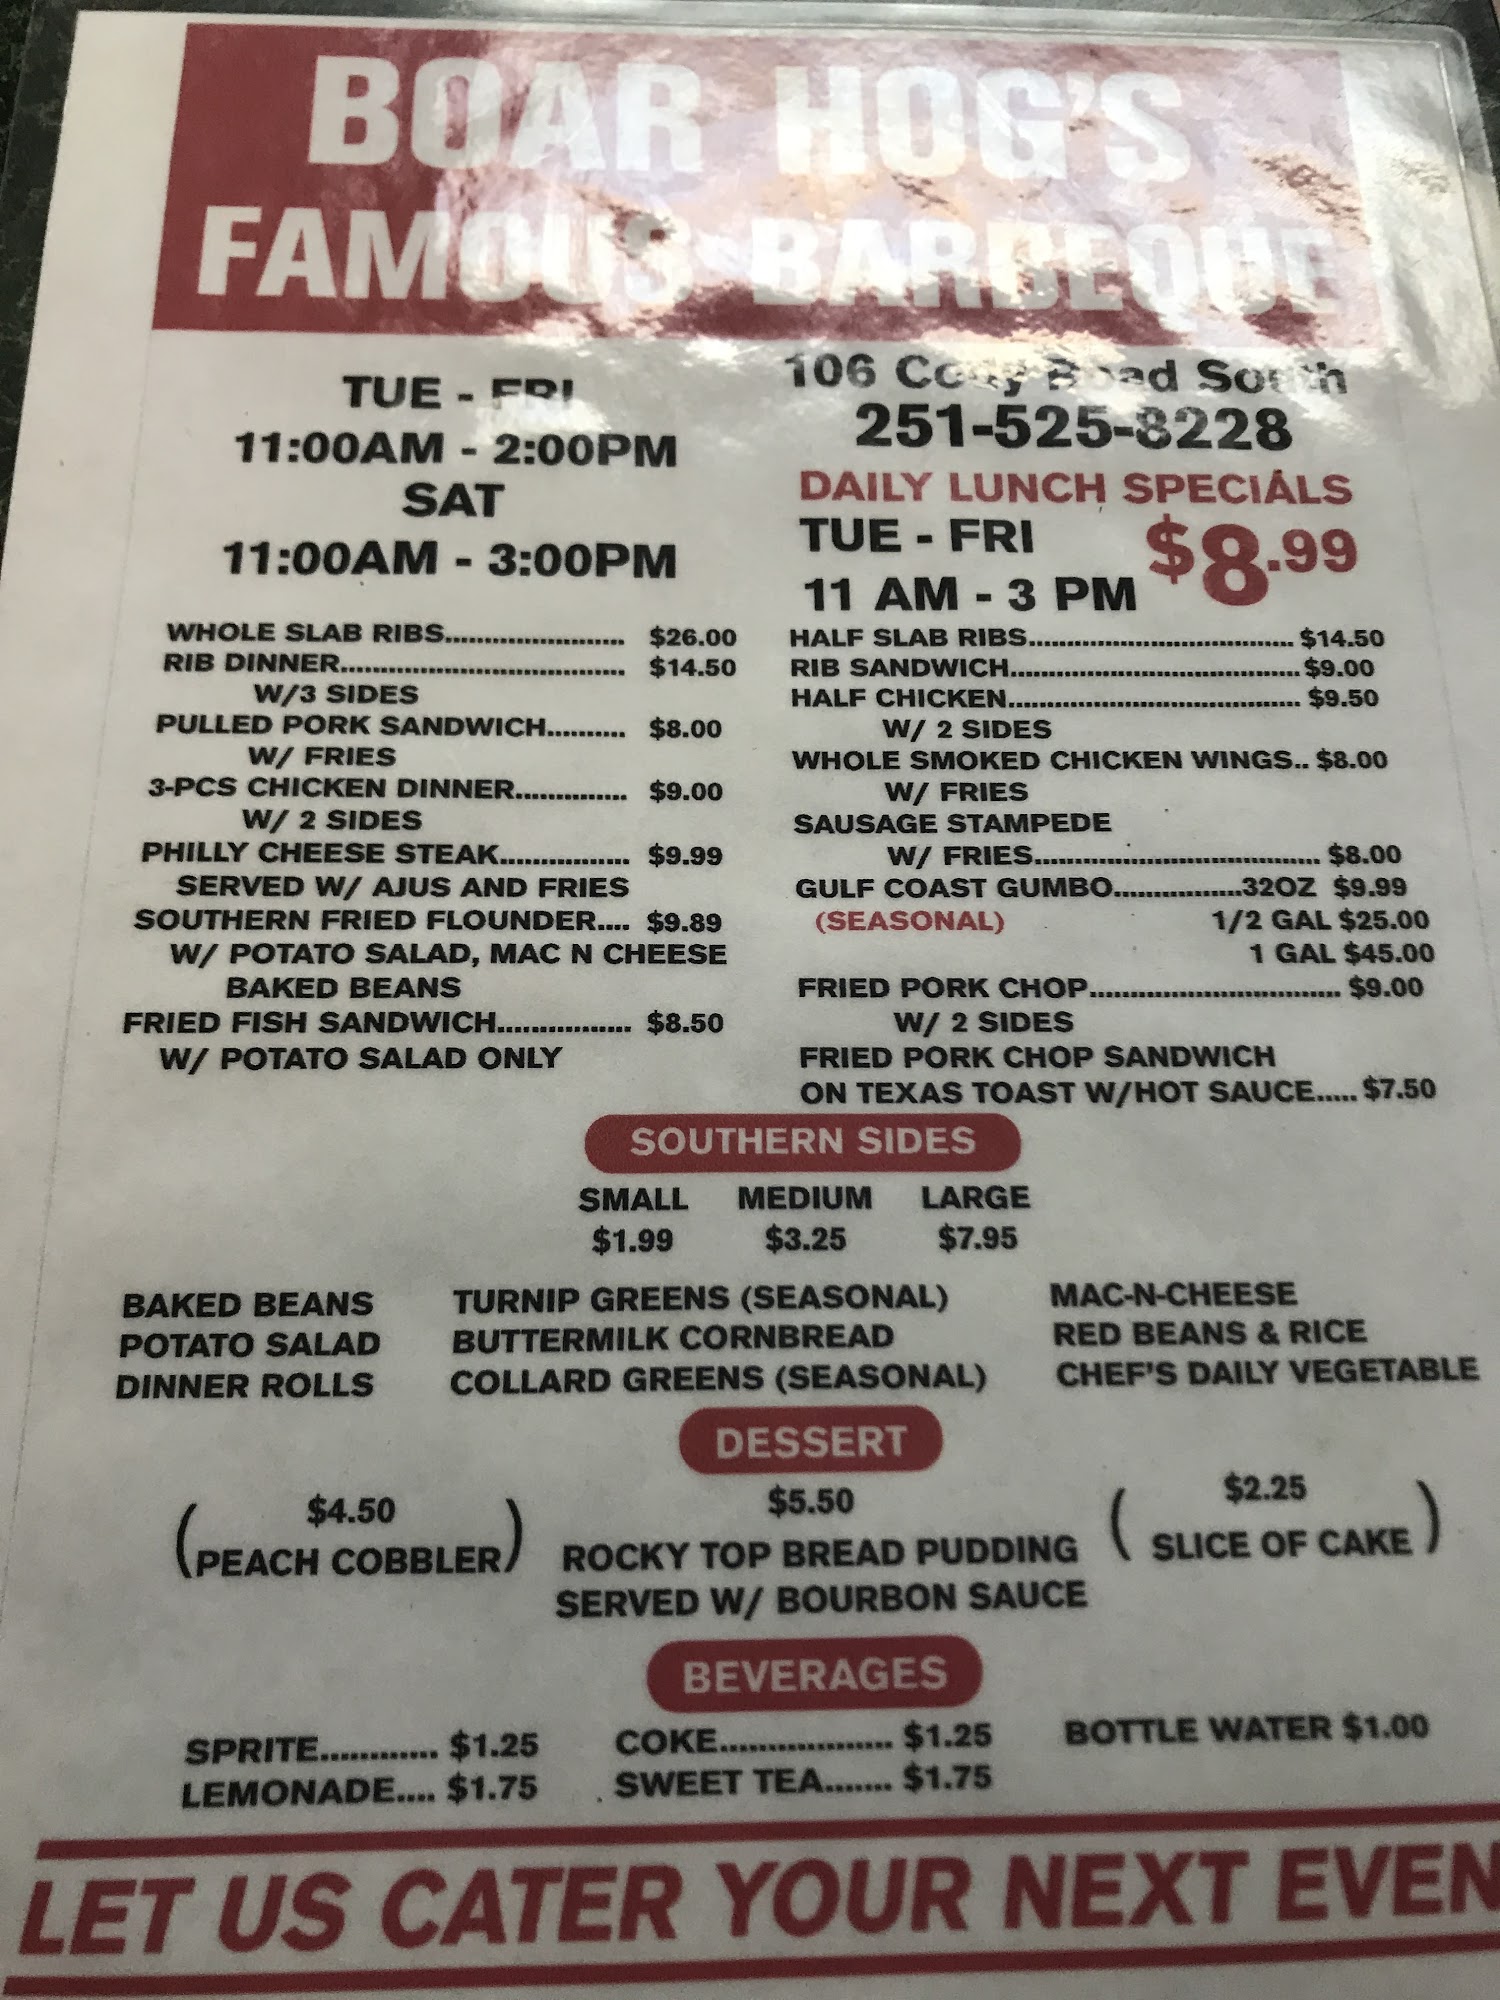 BOAR HOG'S
FAMOUS BARBEQUE
TUE - FRI
11:00AM - 2:00PM
SAT
11:00AM - 3:00PM
106 Cody Road South
251-525-8228
DAILY LUNCH SPECIALS
TUE - FRI
11 AM - 3 PM
$8.99
WHOLE SLAB RIBS....................... $26.00
RIB DINNER.................................... $14.50
W/3 SIDES
PULLED PORK SANDWICH.......... $8.00
W/ FRIES
3-PCS CHICKEN DINNER.............. $9.00
W/ 2 SIDES
PHILLY CHEESE STEAK................. $9.99
SERVED W/ AJUS AND FRIES
SOUTHERN FRIED FLOUNDER.... $9.89
W/ POTATO SALAD, MAC N CHEESE
BAKED BEANS
FRIED FISH SANDWICH................. $8.50
W/ POTATO SALAD ONLY
HALF SLAB RIBS.................................. $14.50
RIB SANDWICH..................................... $9.00
HALF CHICKEN..................................... $9.50
W/ 2 SIDES
WHOLE SMOKED CHICKEN WINGS.. $8.00
W/ FRIES
SAUSAGE STAMPEDE
W/ FRIES..................................... $8.00
GULF COAST GUMBO.................32OZ $9.99
(SEASONAL) 1/2 GAL $25.00
1 GAL $45.00
FRIED PORK CHOP................................ $9.00
W/ 2 SIDES
FRIED PORK CHOP SANDWICH
ON TEXAS TOAST W/HOT SAUCE..... $7.50
SOUTHERN SIDES
SMALL MEDIUM LARGE
$1.99 $3.25 $7.95
BAKED BEANS TURNIP GREENS (SEASONAL) MAC-N-CHEESE
POTATO SALAD BUTTERMILK CORNBREAD RED BEANS & RICE
DINNER ROLLS COLLARD GREENS (SEASONAL) CHEF'S DAILY VEGETABLE
DESSERT
$4.50
(PEACH COBBLER)
$5.50
ROCKY TOP BREAD PUDDING
SERVED W/ BOURBON SAUCE
$2.25
(SLICE OF CAKE)
BEVERAGES
SPRITE............ $1.25 COKE.................. $1.25 BOTTLE WATER $1.00
LEMONADE.... $1.75 SWEET TEA....... $1.75
LET US CATER YOUR NEXT EVEN